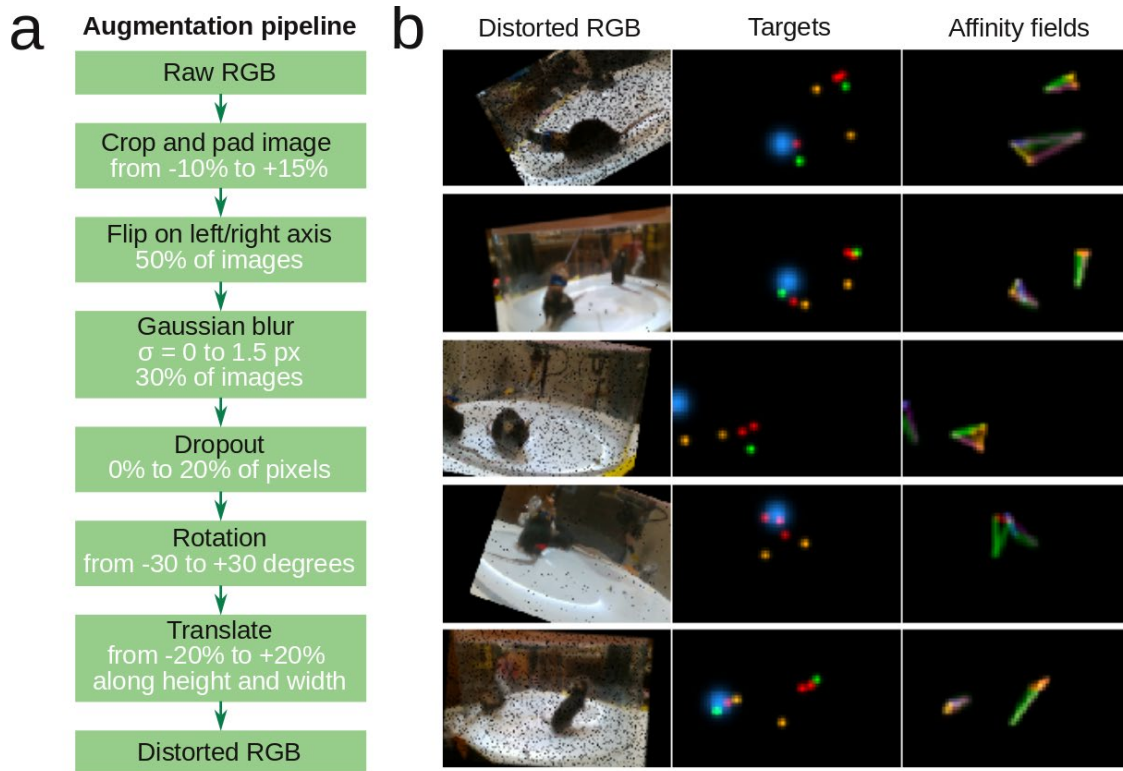 a
Augmentation pipeline
Raw RGB
Crop and pad image
from -10% to +15%
Flip on left/right axis
50% of images
Gaussian blur
σ = 0 to 1.5 px
30% of images
Dropout
0% to 20% of pixels
Rotation
from -30 to +30 degrees
Translate
from -20% to +20%
along height and width
Distorted RGB
b
Distorted RGB Targets Affinity fields